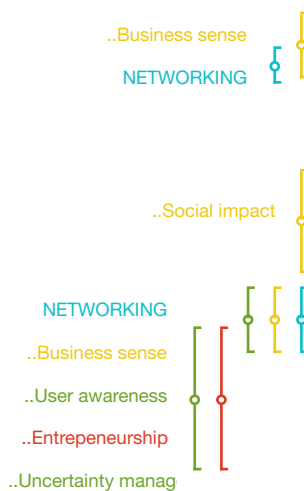 ..Business sense
NETWORKING
..Social impact
NETWORKING
..Business sense
..User awareness
..Entrepeneurship
..Uncertainty manag